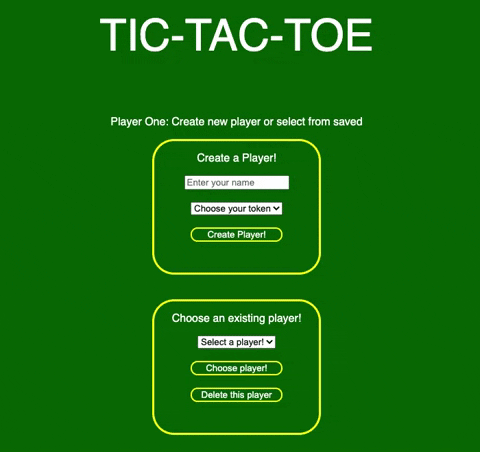 TIC-TAC-TOE
Player One: Create new player or select from saved
Create a Player!
Enter your name
Choose your token
Create Player!
Choose an existing player!
Select a player!
Choose player!
Delete this player